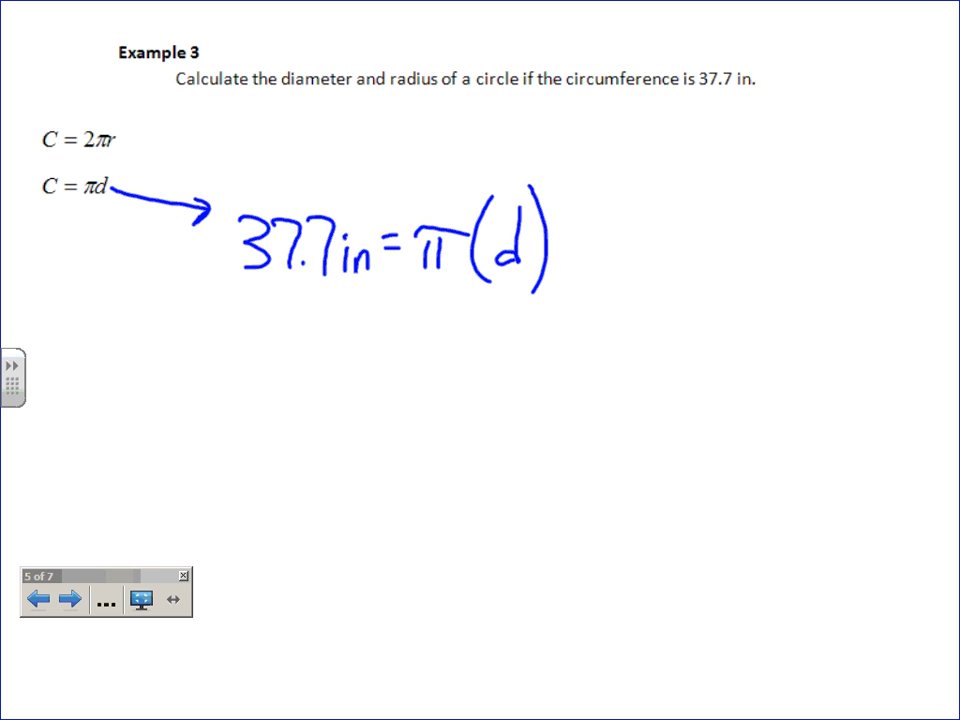 Example 3
Calculate the diameter and radius of a circle if the circumference is 37.7 in.
C = 2πr
C = πd
37.7in = π(d)
5 of 7
...